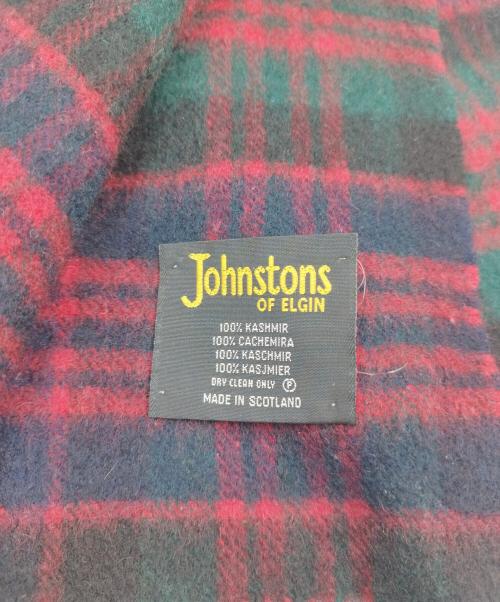 Johnstons
OF ELGIN
100% KASHMIR
100% CACHEMIRA
100% KASCHMIR
100% KASJMIER
DRY CLEAN ONLY Ⓟ
MADE IN SCOTLAND